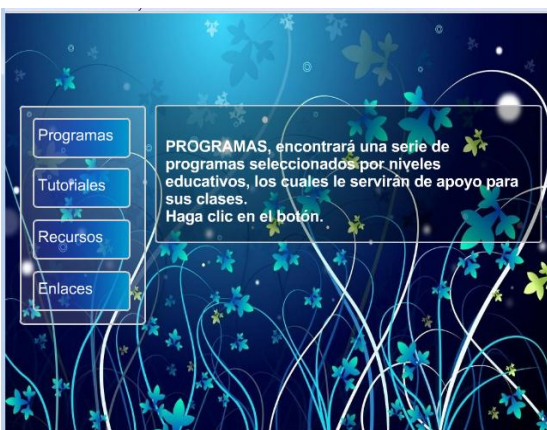 Programas
Tutoriales
Recursos
Enlaces
PROGRAMAS, encontrará una serie de
programas seleccionados por niveles
educativos, los cuales le servirán de apoyo para
sus clases.
Haga clic en el botón.